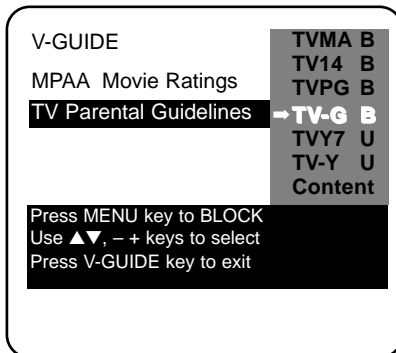 V-GUIDE
MPAA Movie Ratings
TV Parental Guidelines
TVMA B
TV14 B
TVPG B
➡TV-G B
TVY7 U
TV-Y U
Content
Press MENU key to BLOCK
Use ▲▼, – + keys to select
Press V-GUIDE key to exit